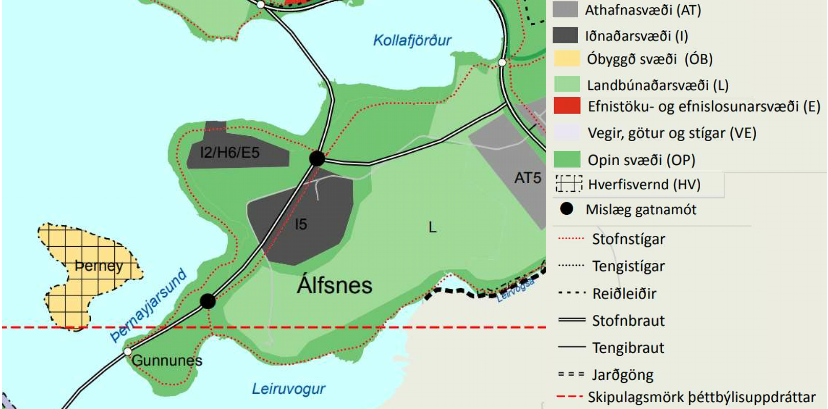 Kollafjörður
I2/H6/E5
I5
L
AT5
Þerney
Þerneyjarsund
Álfsnes
Gunnunes
Leiruvogur
Leirvogsá
Athafnasvæði (AT)
Iðnaðarsvæði (I)
Óbyggð svæði (ÓB)
Landbúnaðarsvæði (L)
Efnistöku- og efnislosunarsvæði (E)
Vegir, götur og stígar (VE)
Opin svæði (OP)
Hverfisvernd (HV)
Mislæg gatnamót
Stofnstígar
Tengistígar
Reiðleiðir
Stofnbraut
Tengibraut
Jarðgöng
Skipulagsmörk þéttbýlisuppdráttar